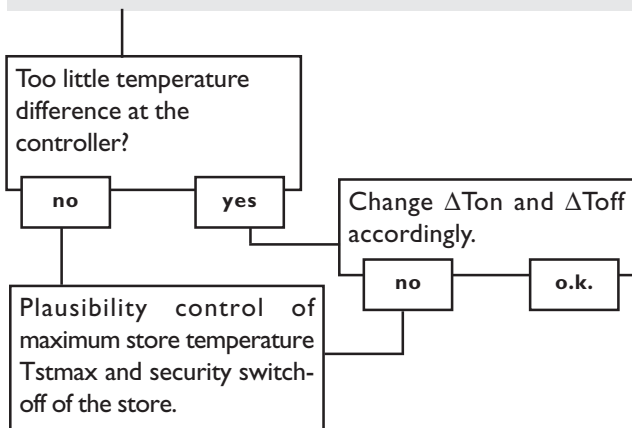 Too little temperature
difference at the
controller?
no
yes
Change ΔTon and ΔToff
accordingly.
no
o.k.
Plausibility control of
maximum store temperature
Tstmax and security switch-
off of the store.